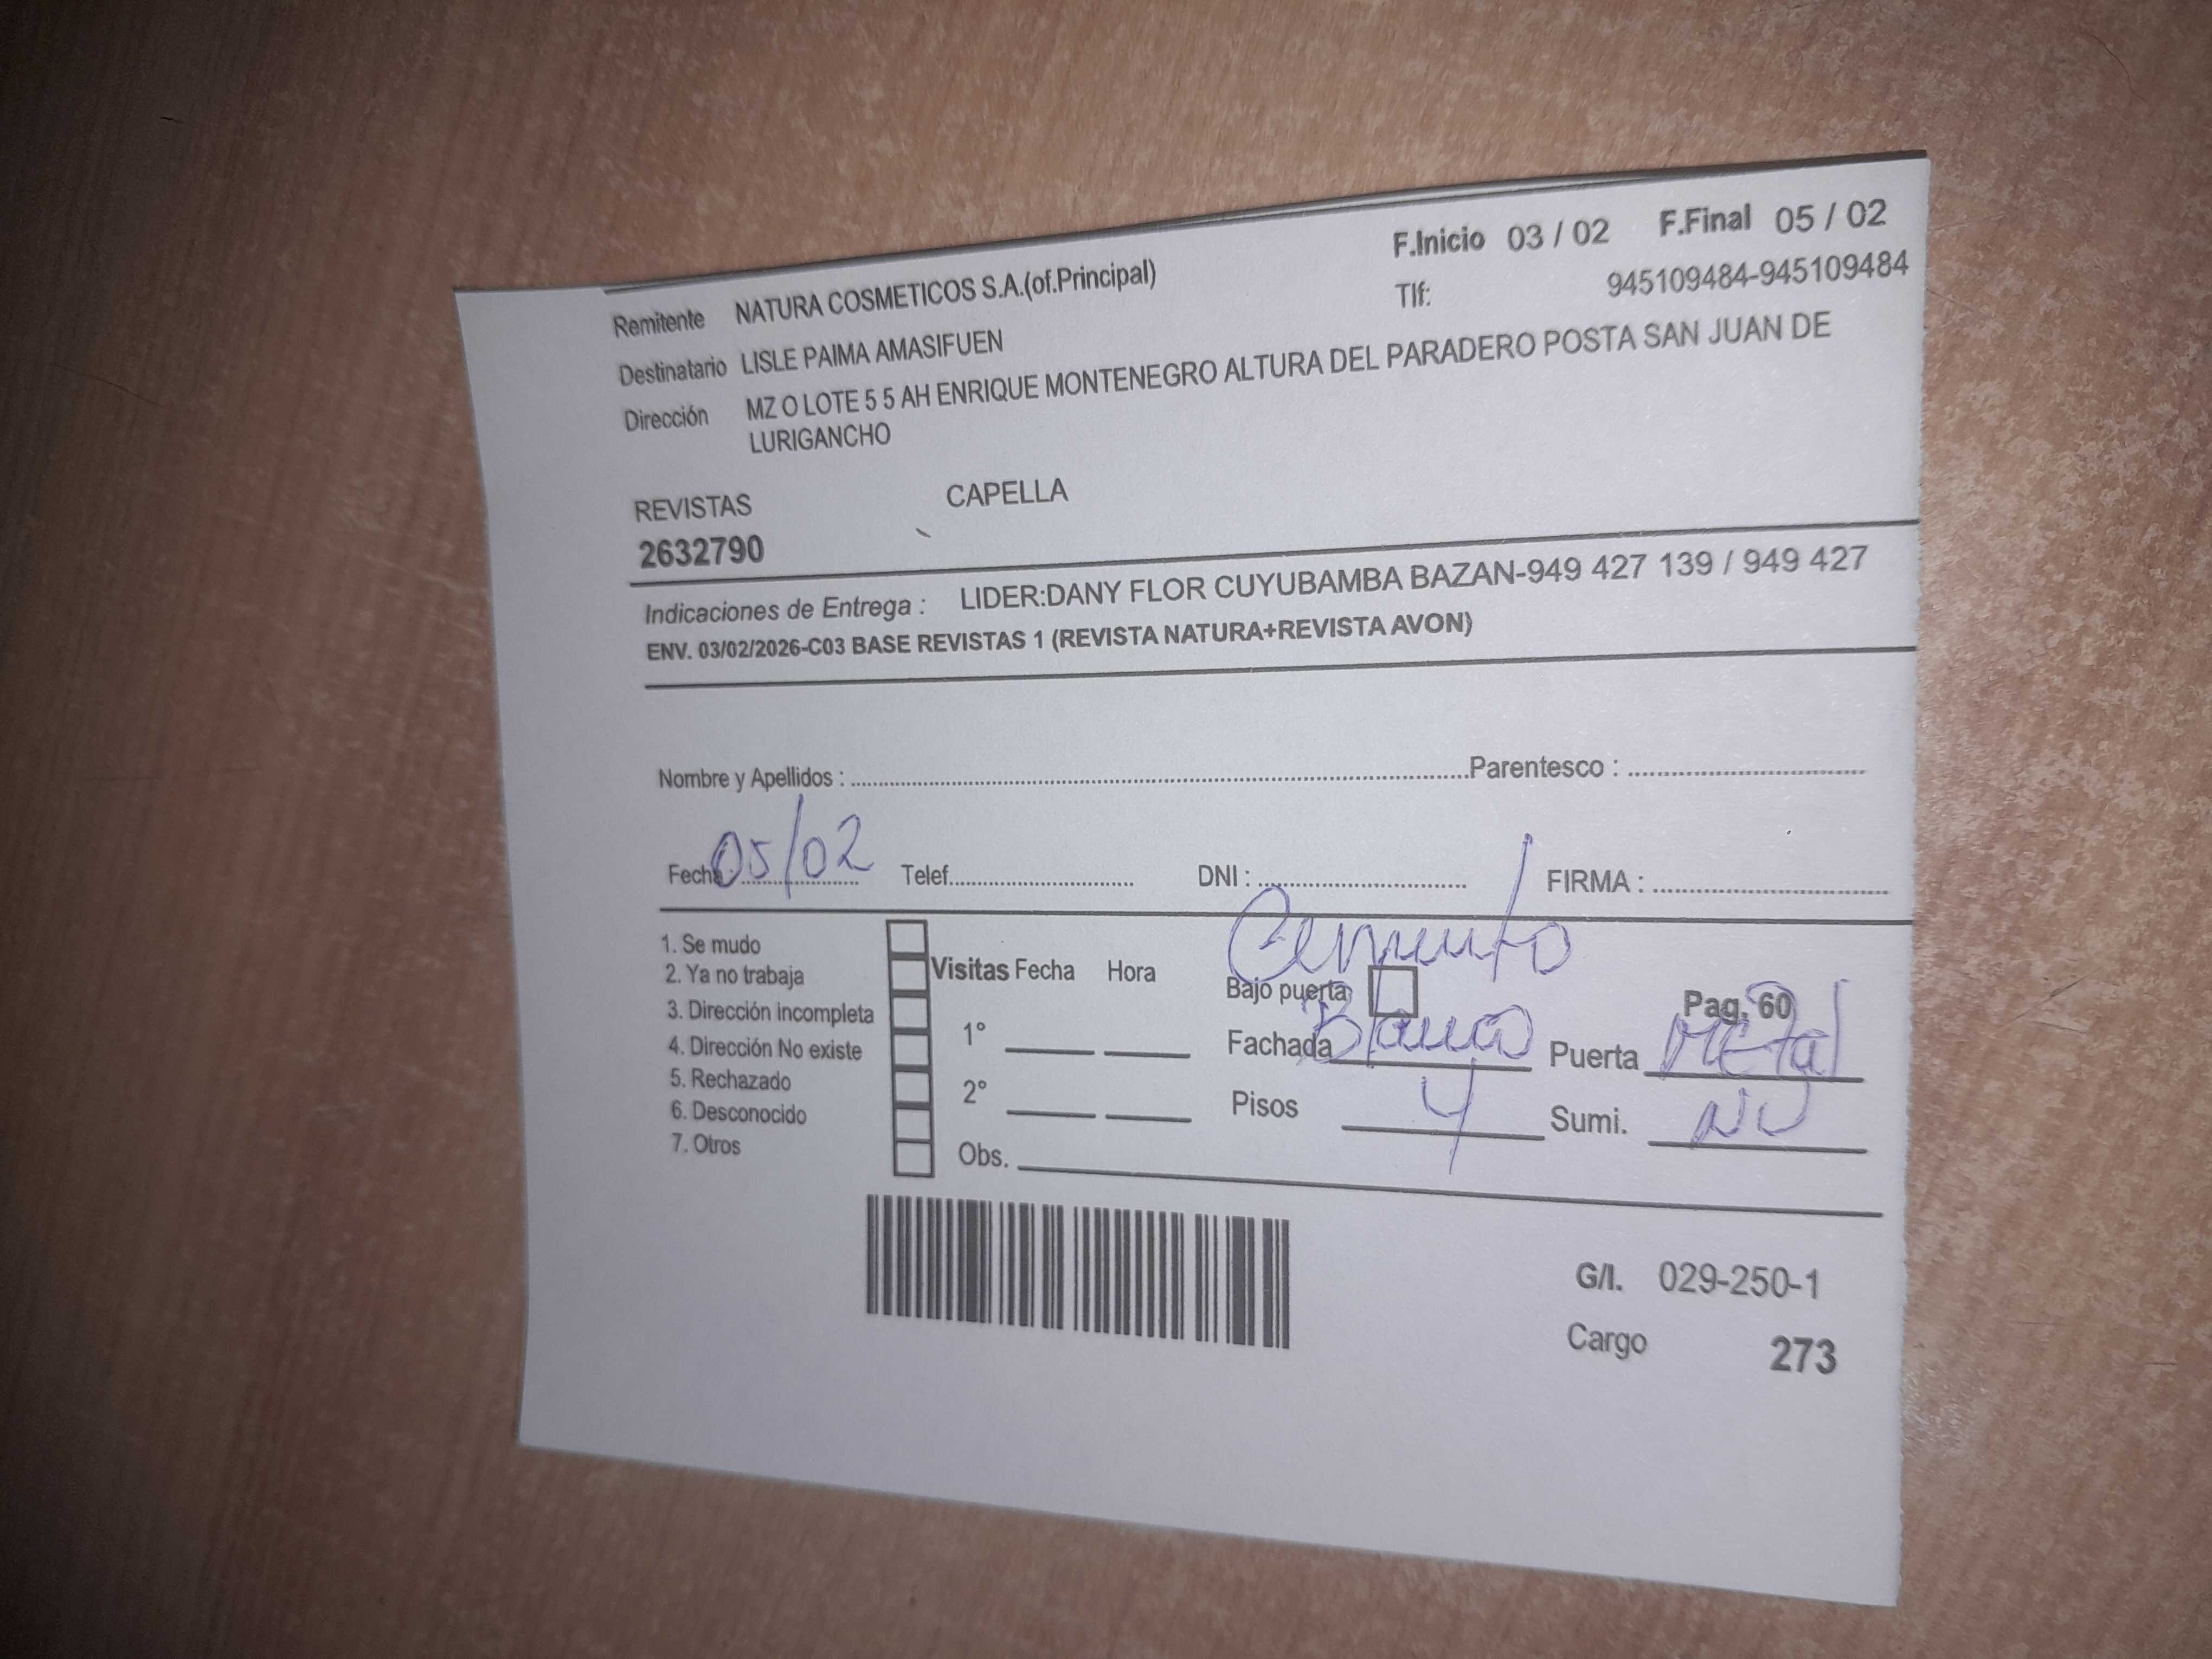 F.Inicio 03 / 02 F.Final 05 / 02
Remitente NATURA COSMETICOS S.A.(of.Principal) Tlf: 945109484-945109484
Destinatario LISLE PAIMA AMASIFUEN
Dirección MZ O LOTE 5 5 AH ENRIQUE MONTENEGRO ALTURA DEL PARADERO POSTA SAN JUAN DE
LURIGANCHO
REVISTAS CAPELLA
2632790
Indicaciones de Entrega : LIDER:DANY FLOR CUYUBAMBA BAZAN-949 427 139 / 949 427
ENV. 03/02/2026-C03 BASE REVISTAS 1 (REVISTA NATURA+REVISTA AVON)
Nombre y Apellidos : Parentesco :
Fecha : 05/02 Telef. DNI : FIRMA :
Cemento
1. Se mudo
2. Ya no trabaja
3. Dirección incompleta
4. Dirección No existe
5. Rechazado
6. Desconocido
7. Otros
Visitas Fecha Hora
1°
2°
Obs.
Bajo puerta Pag. 60
Fachada Blanco Puerta METal
Pisos 4 Sumi. NU
G/I. 029-250-1
Cargo 273